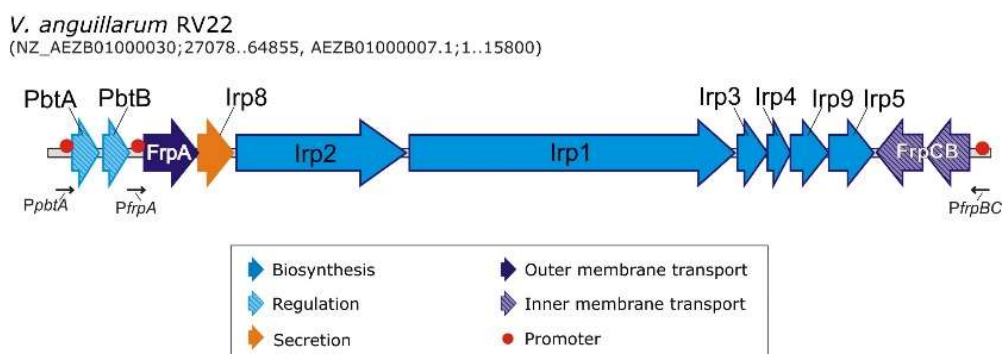 V. anguillarum RV22
(NZ_AEZB01000030;27078..64855, AEZB01000007.1;1..15800)
PbtA PbtB Irp8 Irp3 Irp4 Irp9 Irp5
FrpA Irp2 Irp1 FrpCB
PpbtA PfrpA PfrpBC
Biosynthesis Outer membrane transport
Regulation Inner membrane transport
Secretion Promoter